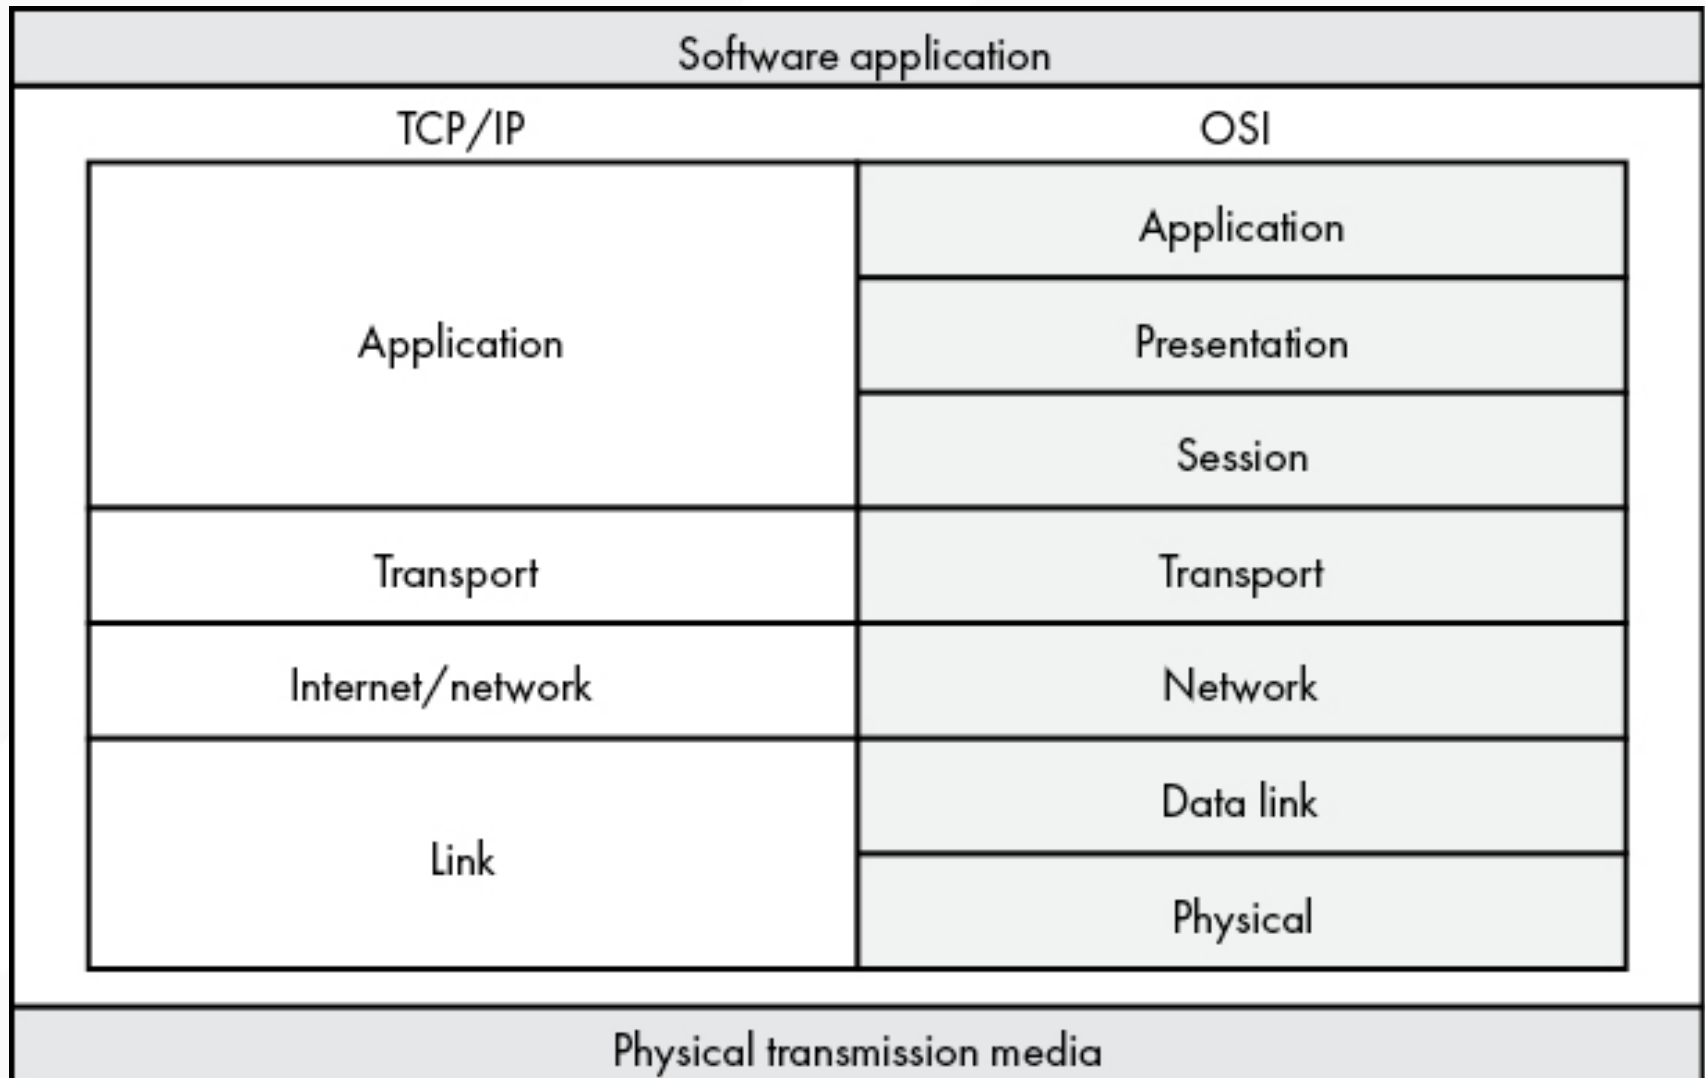 Software application
TCP/IP
OSI
Application
Application
Presentation
Session
Transport
Transport
Internet/network
Network
Link
Data link
Physical
Physical transmission media